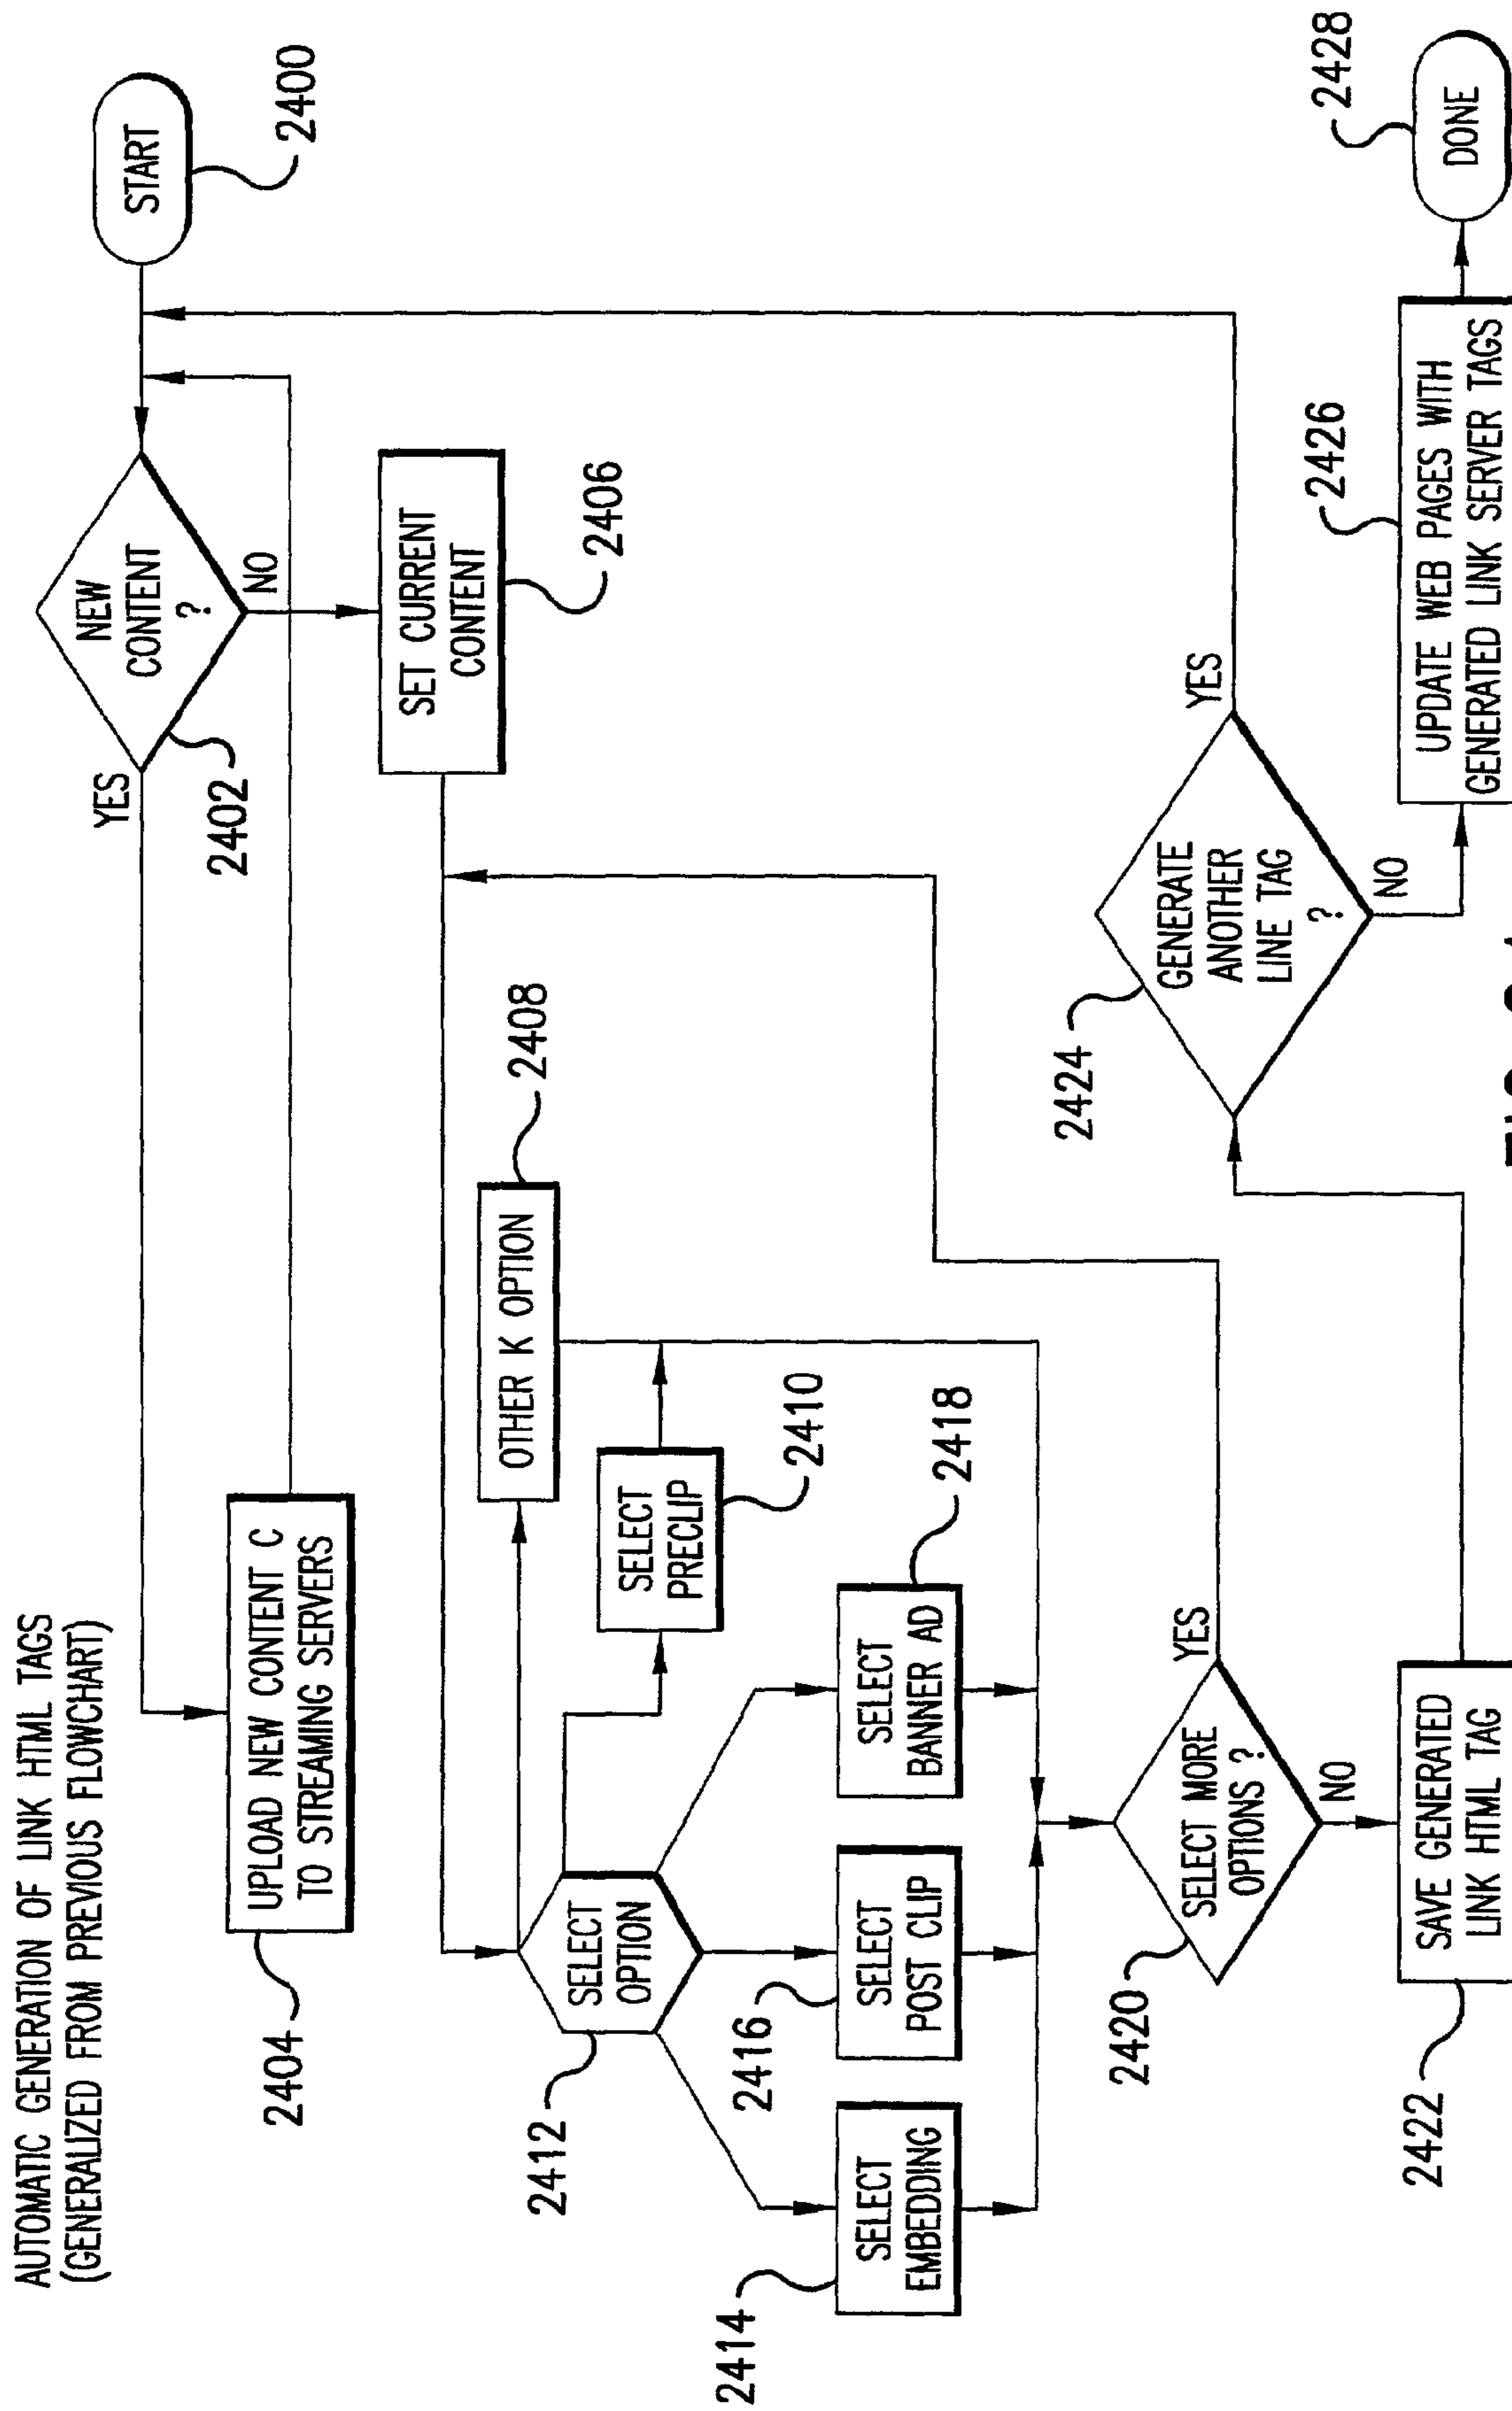 AUTOMATIC GENERATION OF LINK HTML TAGS
(GENERALIZED FROM PREVIOUS FLOWCHART)
START
2400
NEW
CONTENT
?
YES
NO
2402
UPLOAD NEW CONTENT C
TO STREAMING SERVERS
2404
SET CURRENT
CONTENT
2406
OTHER K OPTION
2408
SELECT
PRECLIP
2410
SELECT
OPTION
2412
SELECT
EMBEDDING
2414
SELECT
POST CLIP
2416
SELECT
BANNER AD
2418
SELECT MORE
OPTIONS ?
YES
NO
2420
SAVE GENERATED
LINK HTML TAG
2422
GENERATE
ANOTHER
LINE TAG
?
YES
NO
2424
UPDATE WEB PAGES WITH
GENERATED LINK SERVER TAGS
2426
DONE
2428